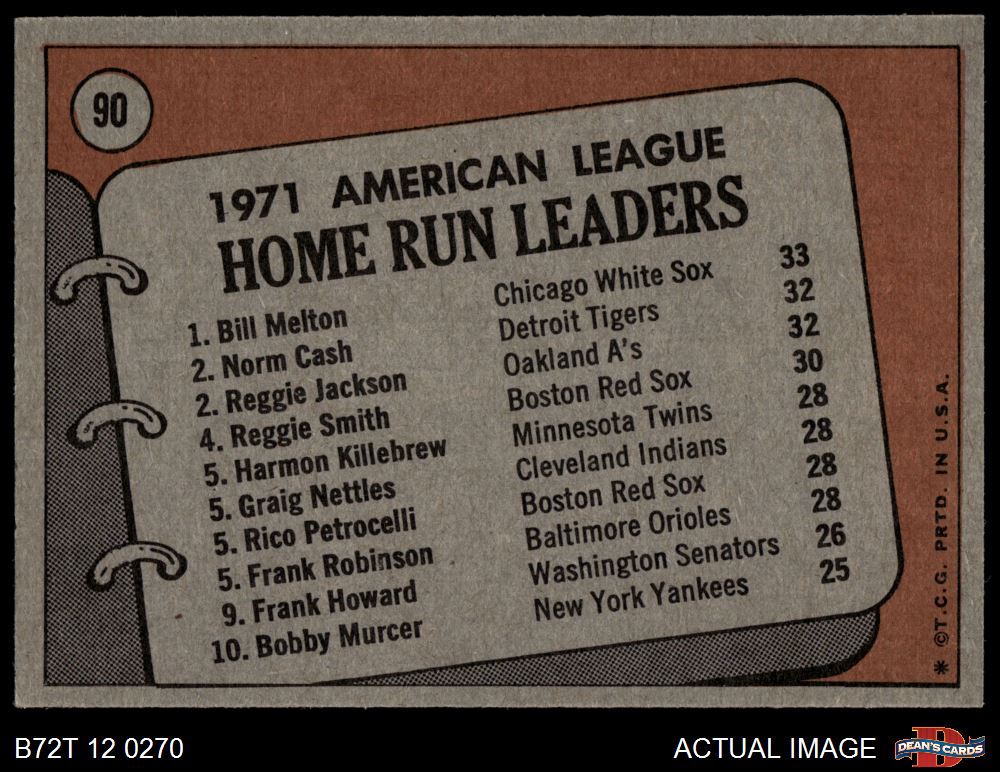 90
1971 AMERICAN LEAGUE
HOME RUN LEADERS
1. Bill Melton Chicago White Sox 33
2. Norm Cash Detroit Tigers 32
2. Reggie Jackson Oakland A's 32
4. Reggie Smith Boston Red Sox 30
5. Harmon Killebrew Minnesota Twins 28
5. Graig Nettles Cleveland Indians 28
5. Rico Petrocelli Boston Red Sox 28
5. Frank Robinson Baltimore Orioles 28
9. Frank Howard Washington Senators 26
10. Bobby Murcer New York Yankees 25
* ©T.C.G. PRTD. IN U.S.A.
B72T 12 0270
ACTUAL IMAGE
D
DEAN'S CARDS